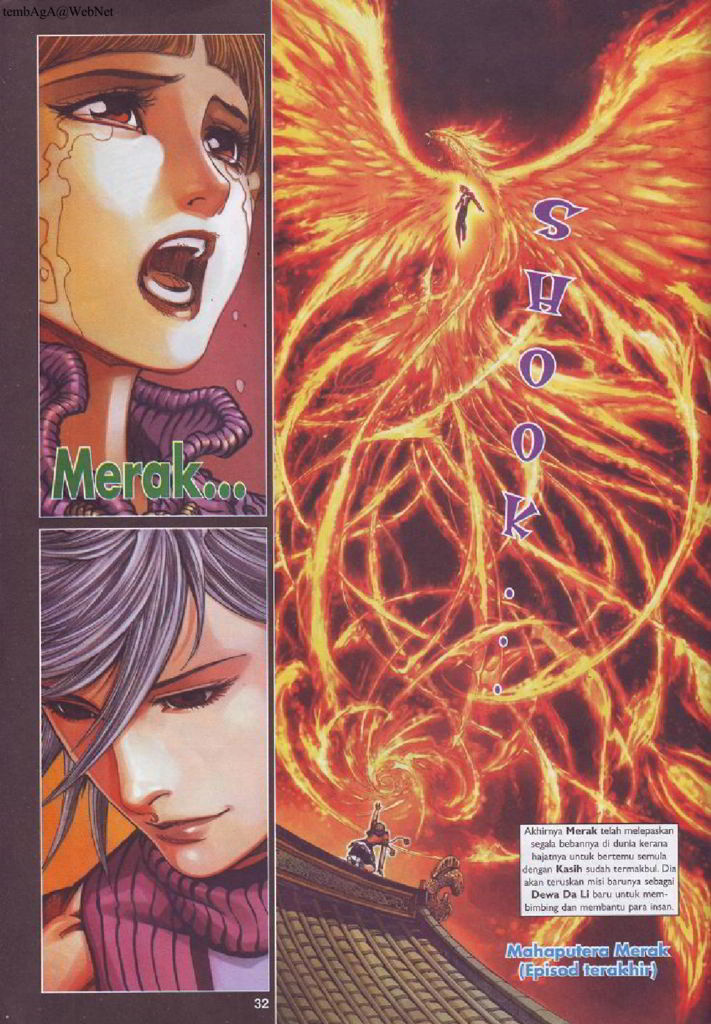 tembAgA@WebNet
Merak...
SHOOK...
Akhirnya Merak telah melepaskan
segala bebannya di dunia kerana
hajatnya untuk bertemu semula
dengan Kasih sudah termakbul. Dia
akan teruskan misi barunya sebagai
Dewa Da Li baru untuk mem-
bimbing dan membantu para insan.
Mahaputera Merak
(Episod terakhir)
32